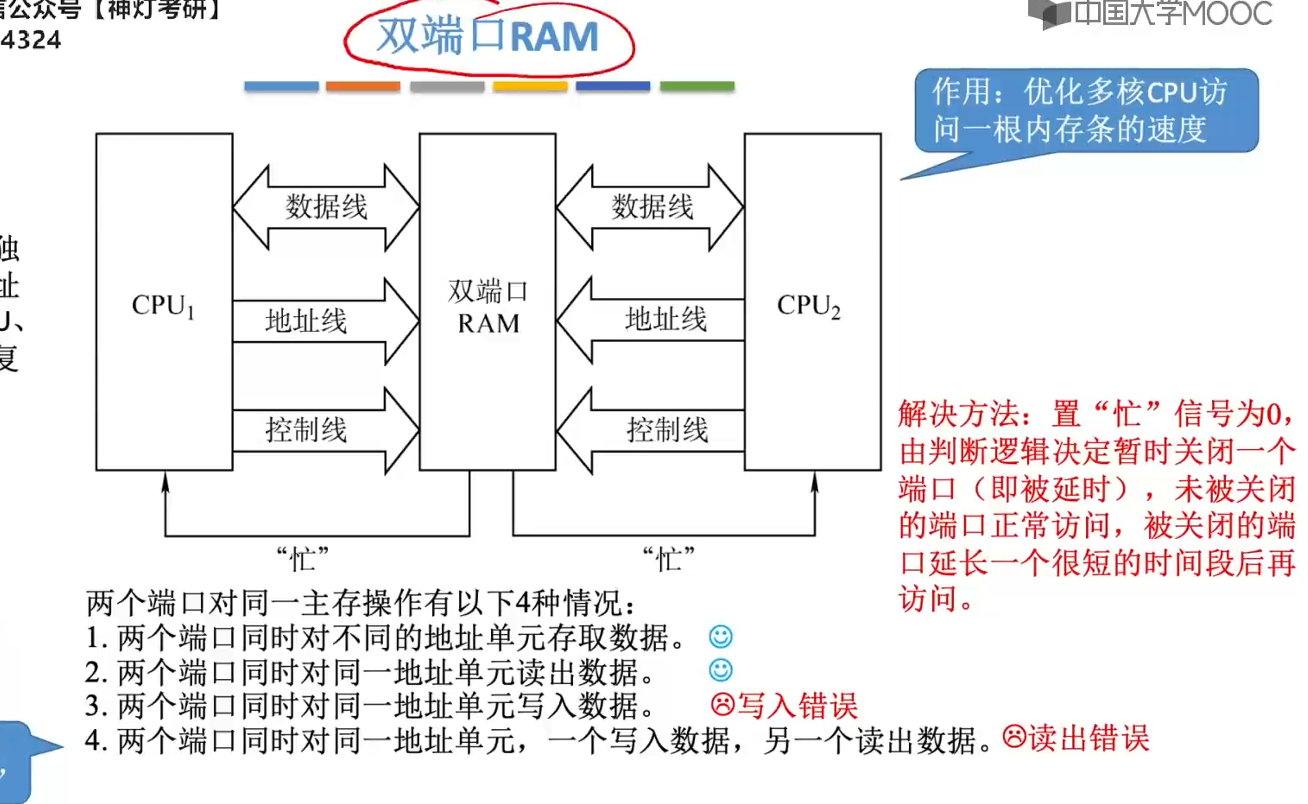 信公众号【神灯考研】
4324
双端口RAM
中国大学MOOC
作用：优化多核CPU访
问一根内存条的速度
独
址
U、
复
CPU1
数据线
地址线
控制线
双端口
RAM
数据线
地址线
控制线
CPU2
“忙”
“忙”
解决方法：置“忙”信号为0，
由判断逻辑决定暂时关闭一个
端口（即被延时），未被关闭
的端口正常访问，被关闭的端
口延长一个很短的时间段后再
访问。
两个端口对同一主存操作有以下4种情况：
1. 两个端口同时对不同的地址单元存取数据。
2. 两个端口同时对同一地址单元读出数据。
3. 两个端口同时对同一地址单元写入数据。 写入错误
4. 两个端口同时对同一地址单元，一个写入数据，另一个读出数据。 读出错误
”